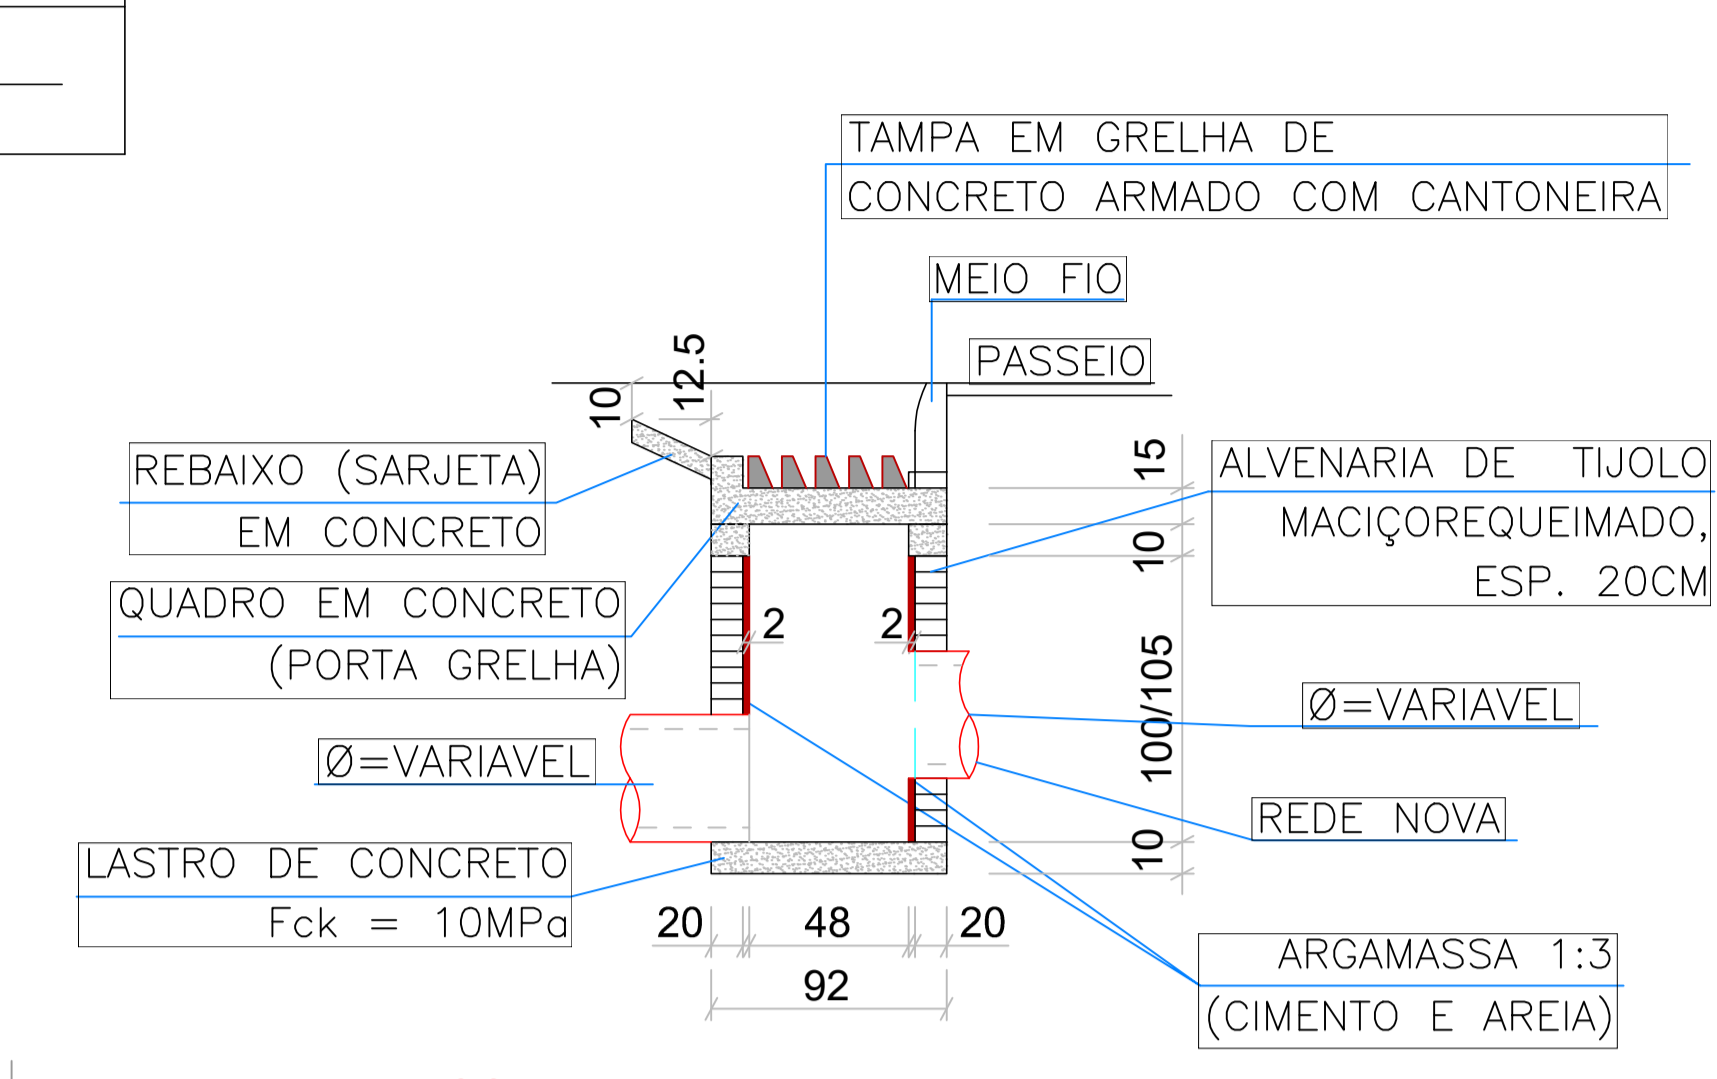 TAMPA EM GRELHA DE
CONCRETO ARMADO COM CANTONEIRA
MEIO FIO
PASSEIO
12.5
10
REBAIXO (SARJETA)
EM CONCRETO
15
ALVENARIA DE TIJOLO
MACIÇOREQUEIMADO,
ESP. 20CM
10
QUADRO EM CONCRETO
(PORTA GRELHA)
2
2
100/105
Ø=VARIAVEL
Ø=VARIAVEL
REDE NOVA
10
LASTRO DE CONCRETO
Fck = 10MPa
20
48
20
92
ARGAMASSA 1:3
(CIMENTO E AREIA)